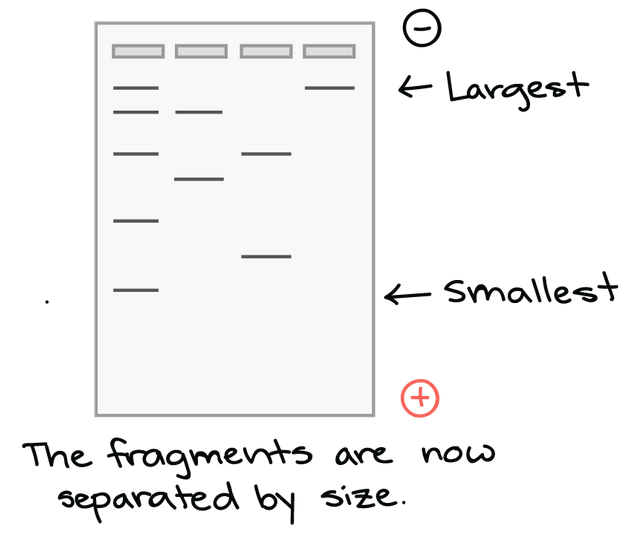 −
← Largest
← Smallest
+
The fragments are now
separated by size.